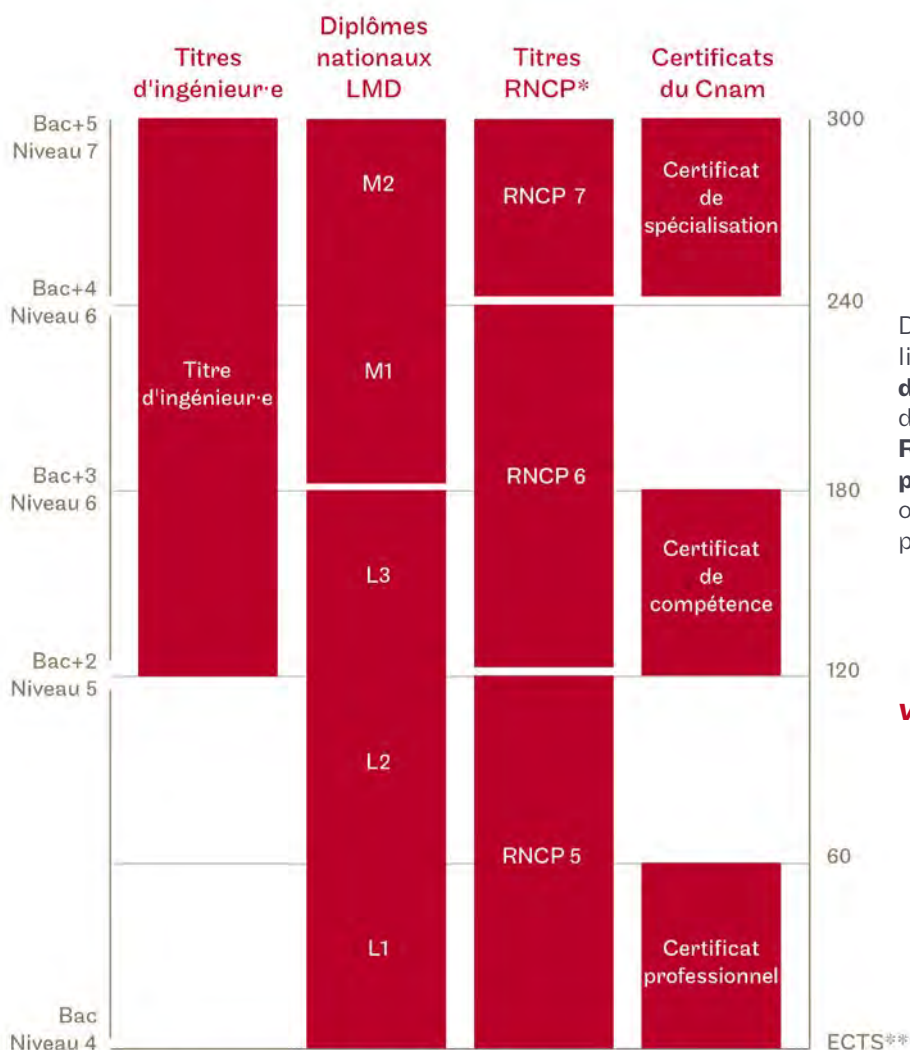 Titres
d'ingénieur·e
Diplômes
nationaux
LMD
Titres
RNCP*
Certificats
du Cnam
Bac+5
Niveau 7
Bac+4
Niveau 6
Bac+3
Niveau 6
Bac+2
Niveau 5
Bac
Niveau 4
Titre
d'ingénieur·e
M2
M1
L3
L2
L1
RNCP 7
RNCP 6
RNCP 5
Certificat
de
spécialisation
Certificat
de
compétence
Certificat
professionnel
300
240
180
120
60
ECTS**